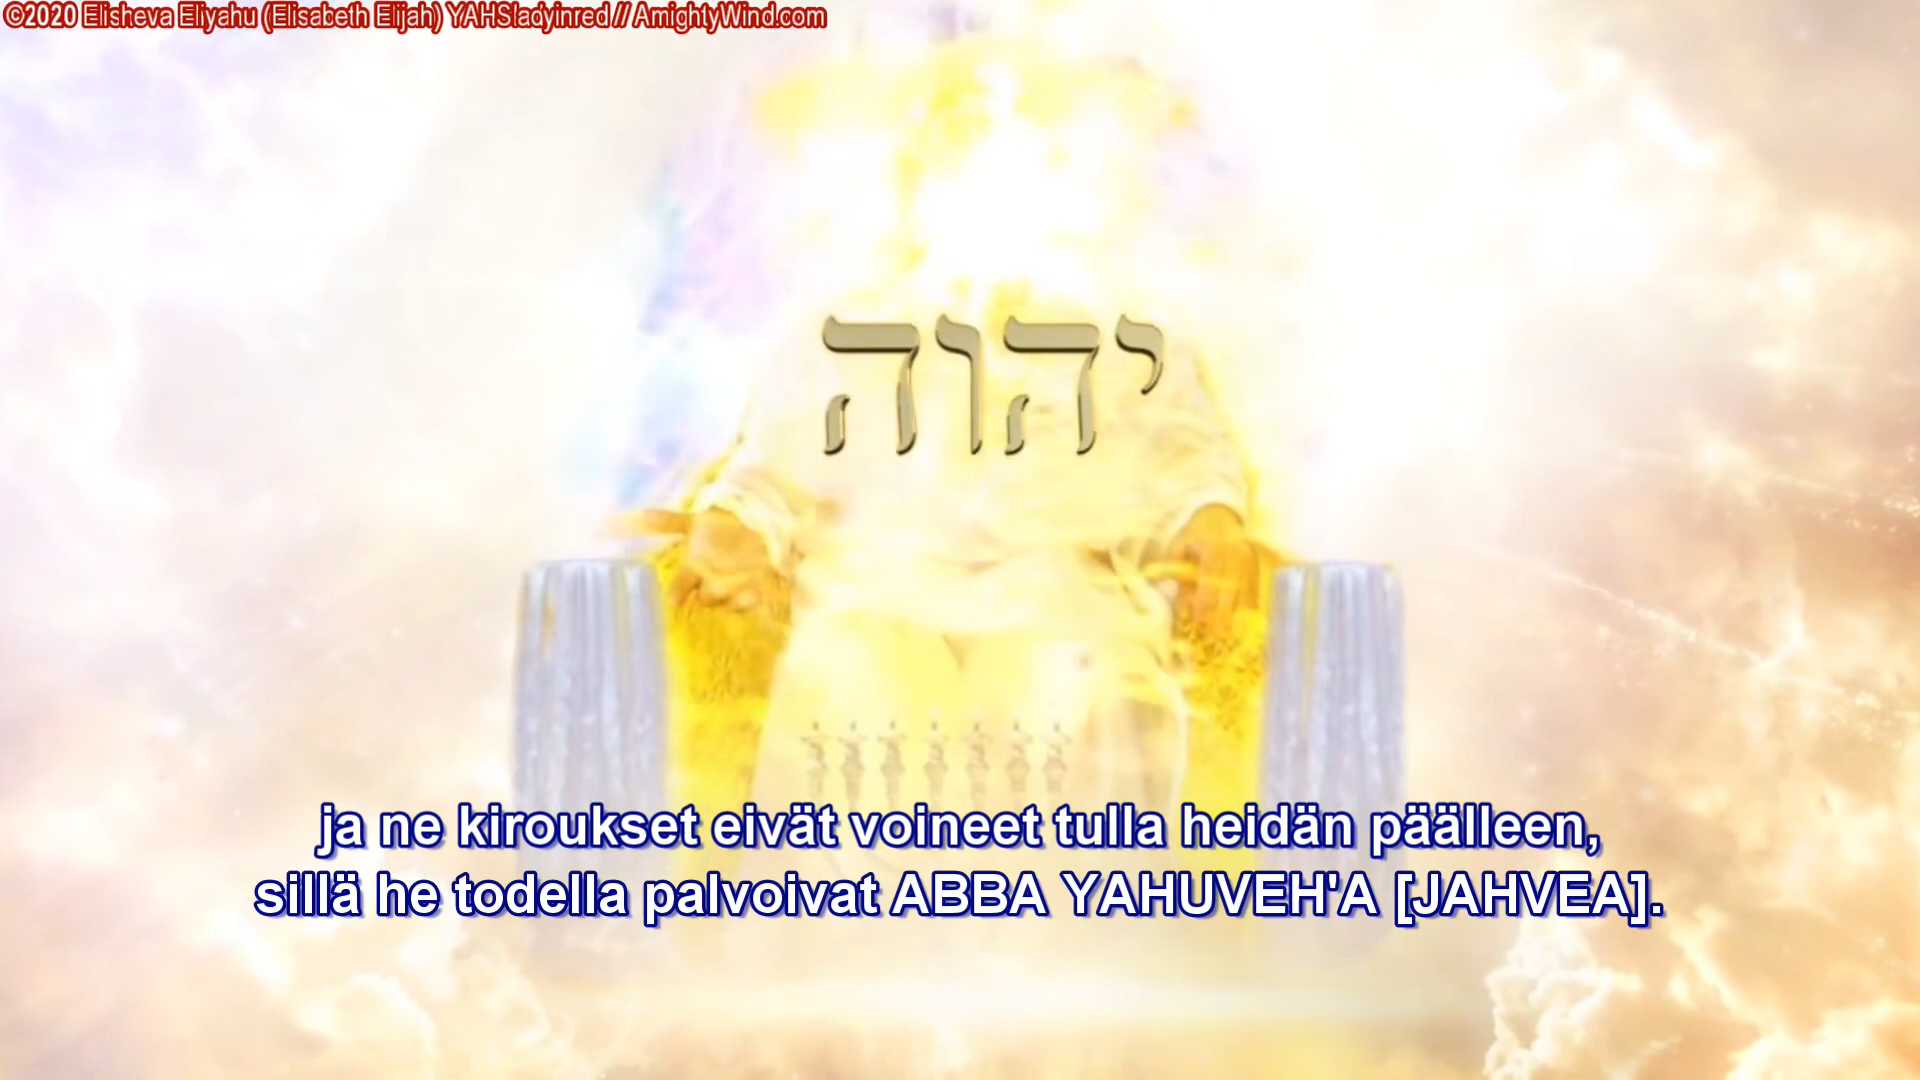 ©2020 Elisheva Eliyahu (Elisabeth Elijah) YAHSladyinred // AmightyWind.com
יהוה
ja ne kiroukset eivät voineet tulla heidän päälleen,
sillä he todella palvoivat ABBA YAHUVEH'A [JAHVEA].